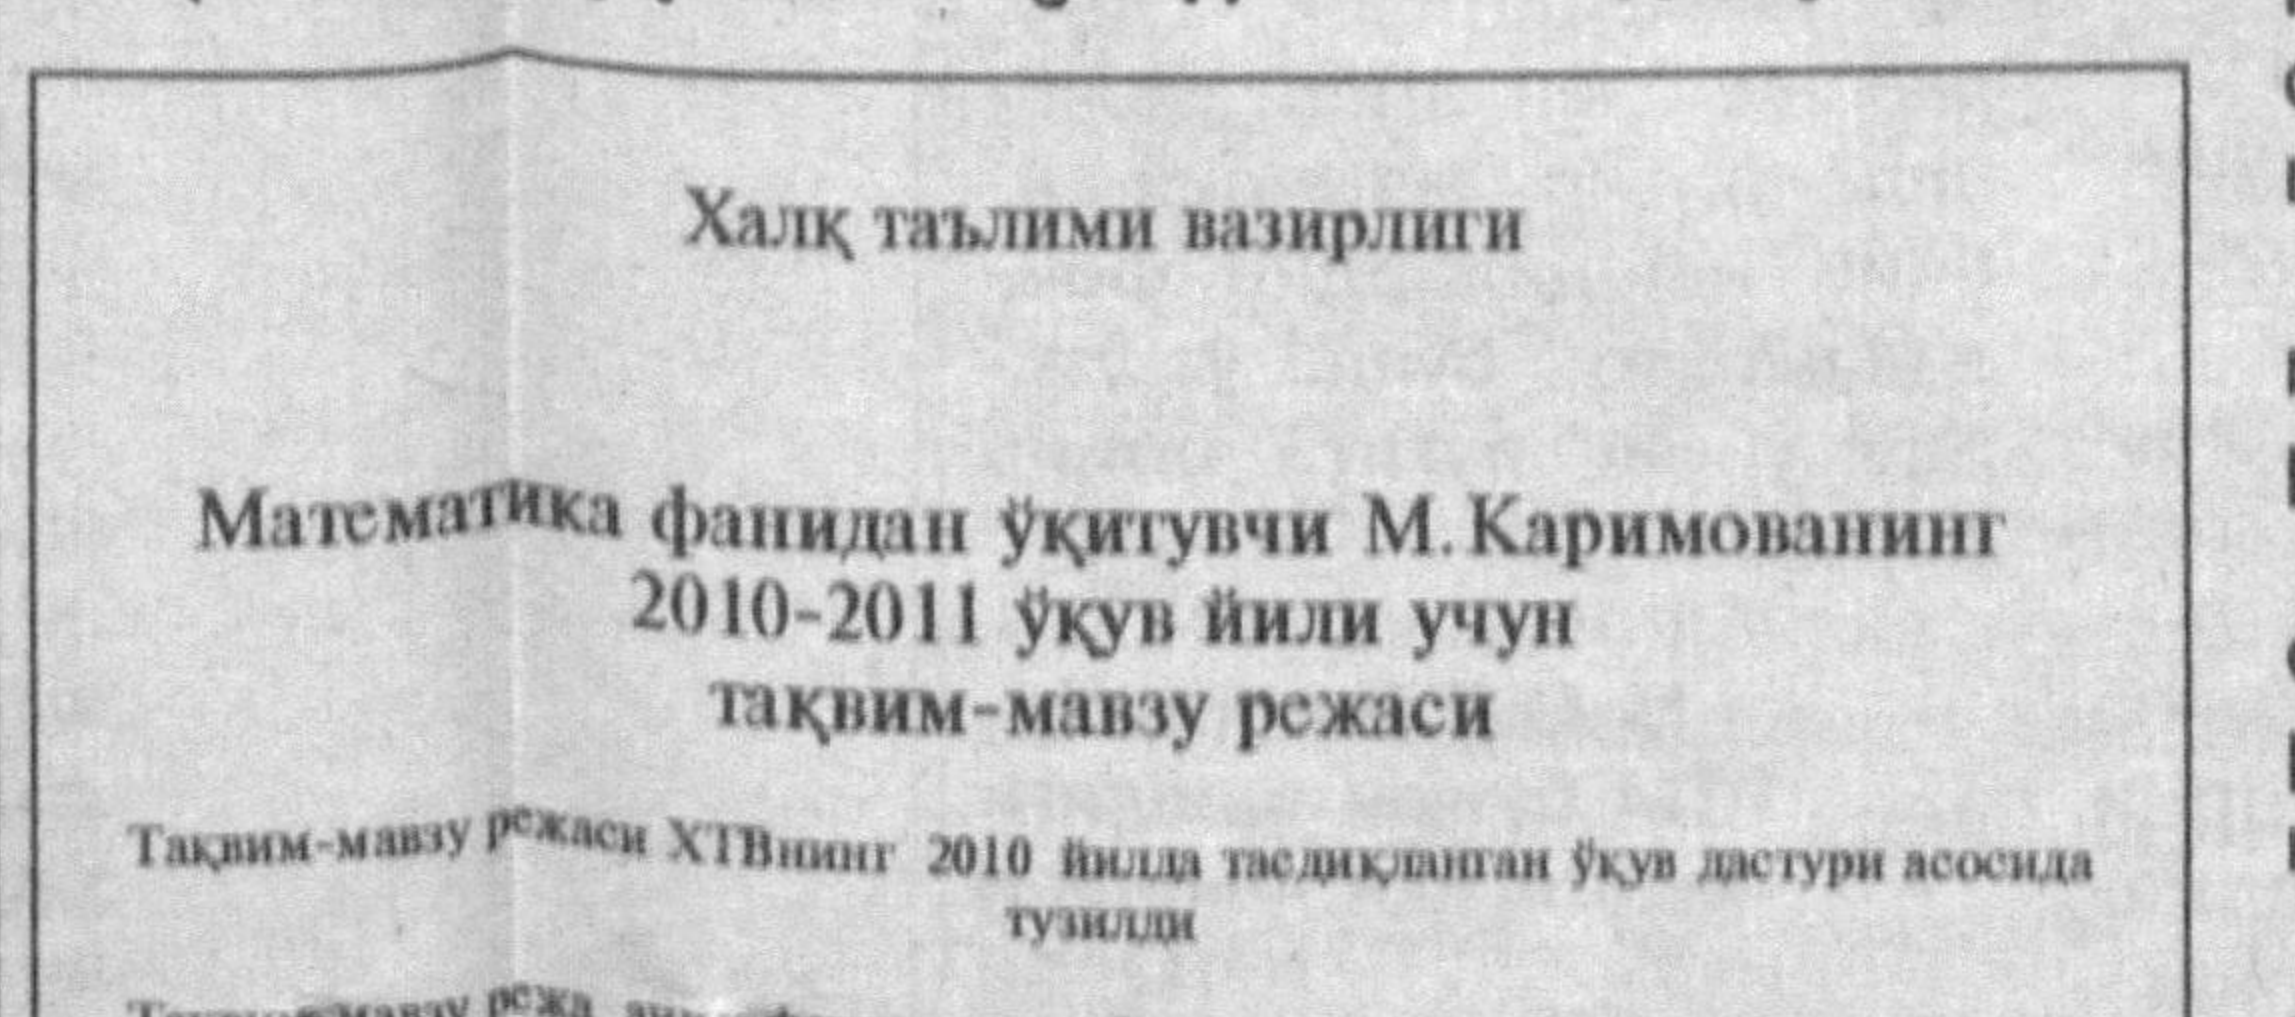 Халқ таълими вазирлиги
Математика фанидан ўқитувчи М.Каримованинг
2010-2011 ўқув йили учун
тақвим-мавзу режаси
Тақвим-мавзу режаси ХТВнинг 2010 йилда тасдиқланган ўқув дастури асосида
тузилди